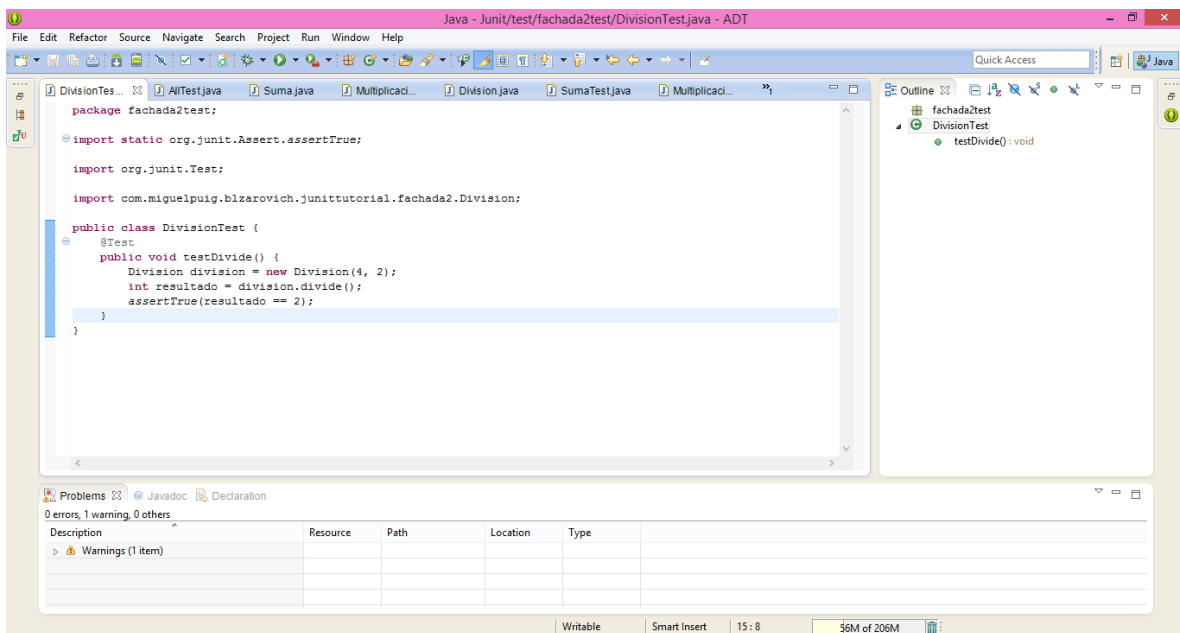 Java - Junit/test/fachada2test/DivisionTest.java - ADT
File Edit Refactor Source Navigate Search Project Run Window Help
Quick Access
Java
DivisionTes...
AllTest.java
Suma.java
Multiplicaci...
Division.java
SumaTest.java
Multiplicaci...
»1
package fachada2test;
import static org.junit.Assert.assertTrue;
import org.junit.Test;
import com.miguelpuig.blzarovich.junittutorial.fachada2.Division;
public class DivisionTest {
@Test
public void testDivide() {
Division division = new Division(4, 2);
int resultado = division.divide();
assertTrue(resultado == 2);
}
}
Outline
fachada2test
DivisionTest
testDivide() : void
Problems @ Javadoc Declaration
0 errors, 1 warning, 0 others
Description Resource Path Location Type
Warnings (1 item)
Writable Smart Insert 15 : 8 56M of 206M